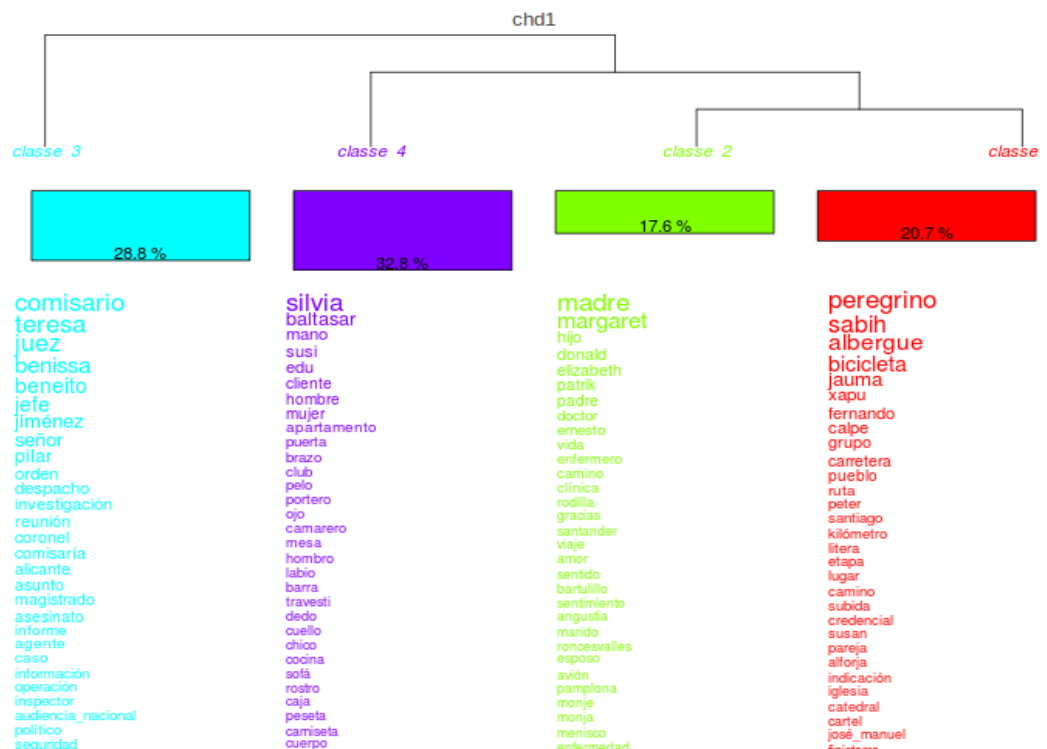 chd1
classe 3
classe 4
classe 2
classe
28.8 %
32.8 %
17.6 %
20.7 %
comisario
teresa
juez
benissa
beneito
jefe
jiménez
señor
pilar
orden
despacho
investigación
reunión
coronel
comisaría
alicante
asunto
magistrado
asesinato
informe
agente
caso
información
operación
inspector
audiencia_nacional
político
seguridad
silvia
baltasar
mano
susi
edu
cliente
hombre
mujer
apartamento
puerta
brazo
club
pelo
portero
ojo
camarero
mesa
hombro
labio
barra
travesti
dedo
cuello
chico
cocina
sofá
rostro
caja
peseta
camiseta
cuerpo
madre
margaret
hijo
donald
elizabeth
patrik
padre
doctor
ernesto
vida
enfermero
camino
clínica
rodilla
gracias
santander
viaje
amor
sentido
bartulillo
sentimiento
angustia
marido
roncesvalles
esposo
avión
pamplona
monje
monja
menisco
enfermedad
peregrino
sabih
albergue
bicicleta
jauma
xapu
fernando
calpe
grupo
carretera
pueblo
ruta
peter
santiago
kilómetro
litera
etapa
lugar
camino
subida
credencial
susan
pareja
alforja
indicación
iglesia
catedral
cartel
josé_manuel